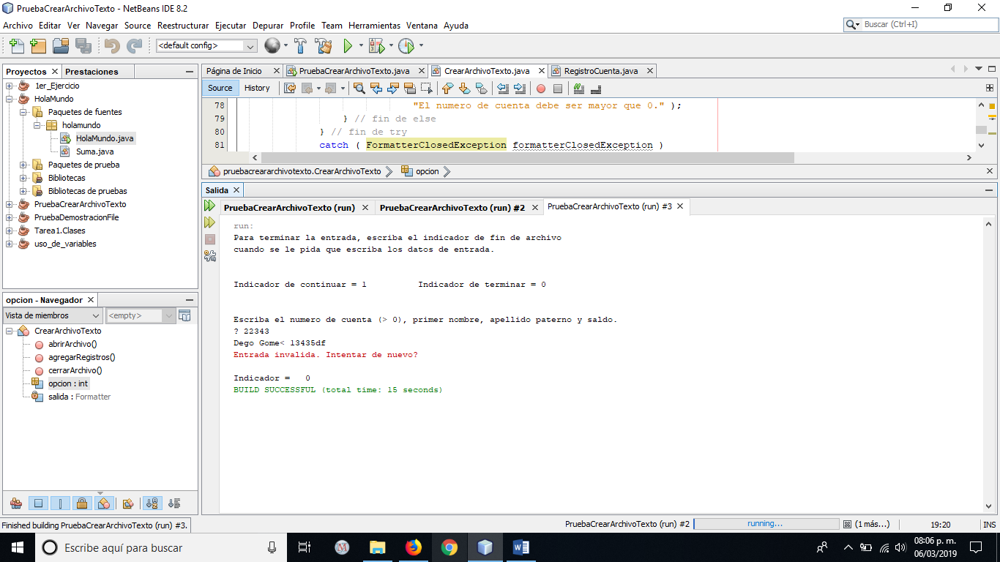 PruebaCrearArchivoTexto - NetBeans IDE 8.2
Archivo Editar Ver Navegar Source Reestructurar Ejecutar Depurar Profile Team Herramientas Ventana Ayuda
Buscar (Ctrl+I)
<default config>
Proyectos Prestaciones
1er_Ejercicio
HolaMundo
Paquetes de fuentes
holamundo
HolaMundo.java
Suma.java
Paquetes de prueba
Bibliotecas
Bibliotecas de pruebas
PruebaCrearArchivoTexto
PruebaDemostracionFile
Tarea1.Clases
uso_de_variables
opcion - Navegador
Vista de miembros <empty>
CrearArchivoTexto
abrirArchivo()
agregarRegistros()
cerrarArchivo()
opcion : int
salida : Formatter
Página de Inicio PruebaCrearArchivoTexto.java CrearArchivoTexto.java RegistroCuenta.java
Source History
78 "El numero de cuenta debe ser mayor que 0." );
79 } // fin de else
80 } // fin de try
81 catch ( FormatterClosedException formatterClosedException )
pruebacreararchivotexto.CrearArchivoTexto opcion
Salida
PruebaCrearArchivoTexto (run) PruebaCrearArchivoTexto (run) #2 PruebaCrearArchivoTexto (run) #3
run:
Para terminar la entrada, escriba el indicador de fin de archivo
cuando se le pida que escriba los datos de entrada.
Indicador de continuar = 1 Indicador de terminar = 0
Escriba el numero de cuenta (> 0), primer nombre, apellido paterno y saldo.
? 22343
Dego Gome< 13435df
Entrada invalida. Intentar de nuevo?
Indicador = 0
BUILD SUCCESSFUL (total time: 15 seconds)
Finished building PruebaCrearArchivoTexto (run) #3. PruebaCrearArchivoTexto (run) #2 running... (1 más...) 19:20 INS
Escribe aquí para buscar
08:06 p. m.
06/03/2019